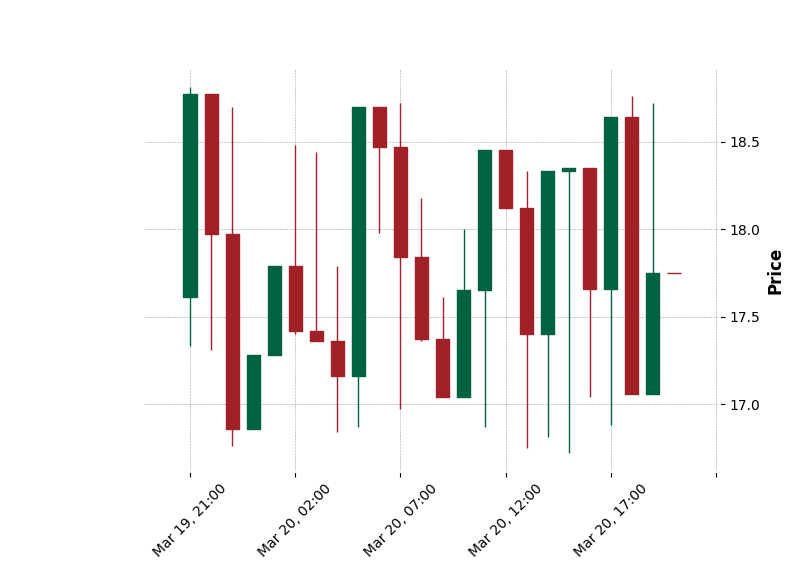 18.5
18.0
17.5
17.0
Price
Mar 19, 21:00
Mar 20, 02:00
Mar 20, 07:00
Mar 20, 12:00
Mar 20, 17:00